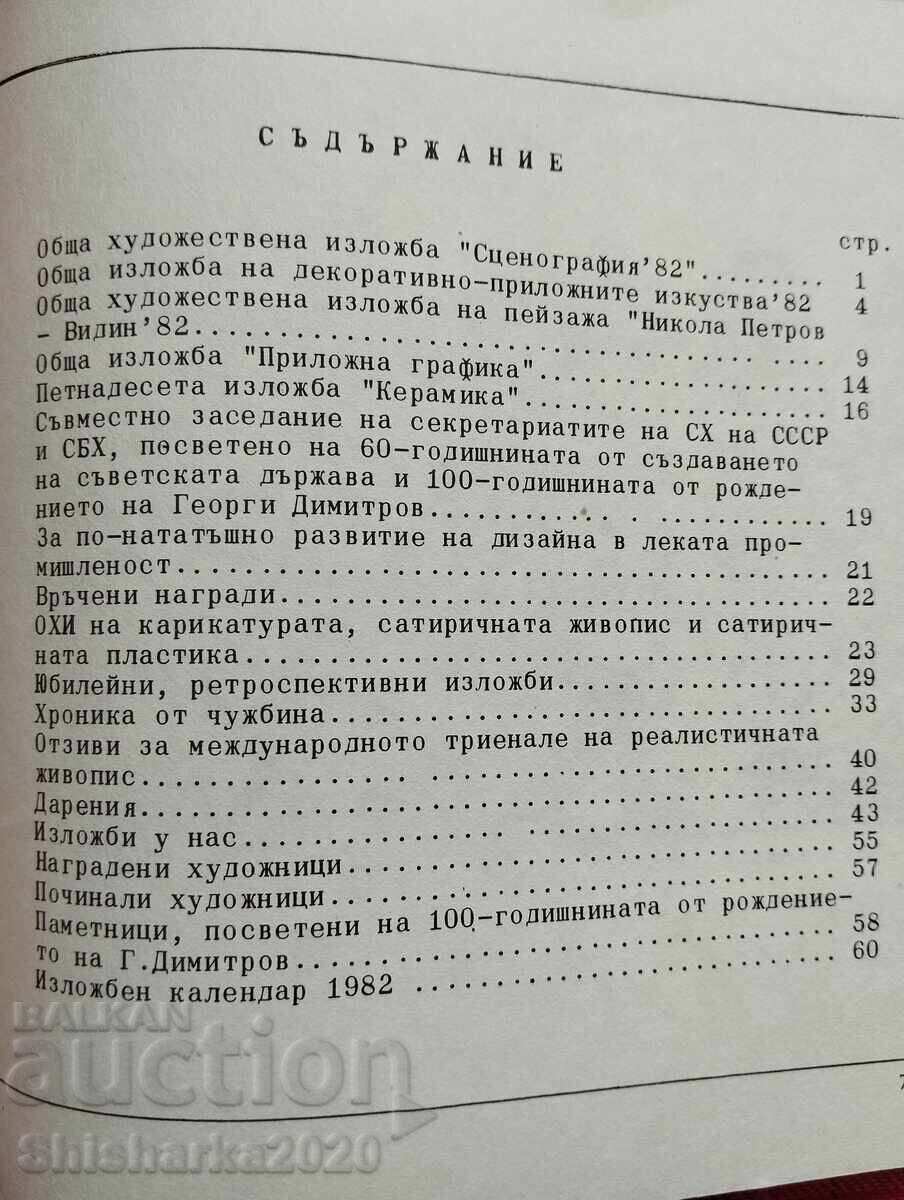 СЪДЪРЖАНИЕ
стр.
Обща художествена изложба "Сценография'82"........ 1
Обща изложба на декоративно-приложните изкуства'82 4
Обща художествена изложба на пейзажа "Никола Петров
- Видин'82........................................ 9
Обща изложба "Приложна графика"................... 14
Петнадесета изложба "Керамика".................... 16
Съвместно заседание на секретариатите на СХ на СССР
и СБХ, посветено на 60-годишнината от създаването
на съветската държава и 100-годишнината от рожде-
нието на Георги Димитров.......................... 19
За по-нататъшно развитие на дизайна в леката про-
мишленост......................................... 21
Връчени награди................................... 22
ОХИ на карикатурата, сатиричната живопис и сатирич-
ната пластика..................................... 23
Юбилейни, ретроспективни изложби.................. 29
Хроника от чужбина................................ 33
Отзиви за международното триенале на реалистичната
живопис........................................... 40
Дарения........................................... 42
Изложби у нас..................................... 43
Наградени художници............................... 55
Починали художници................................ 57
Паметници, посветени на 100-годишнината от рождение-
то на Г.Димитров.................................. 58
Изложбен календар 1982 ........................... 60
BALKAN
auction
Shisharka2020